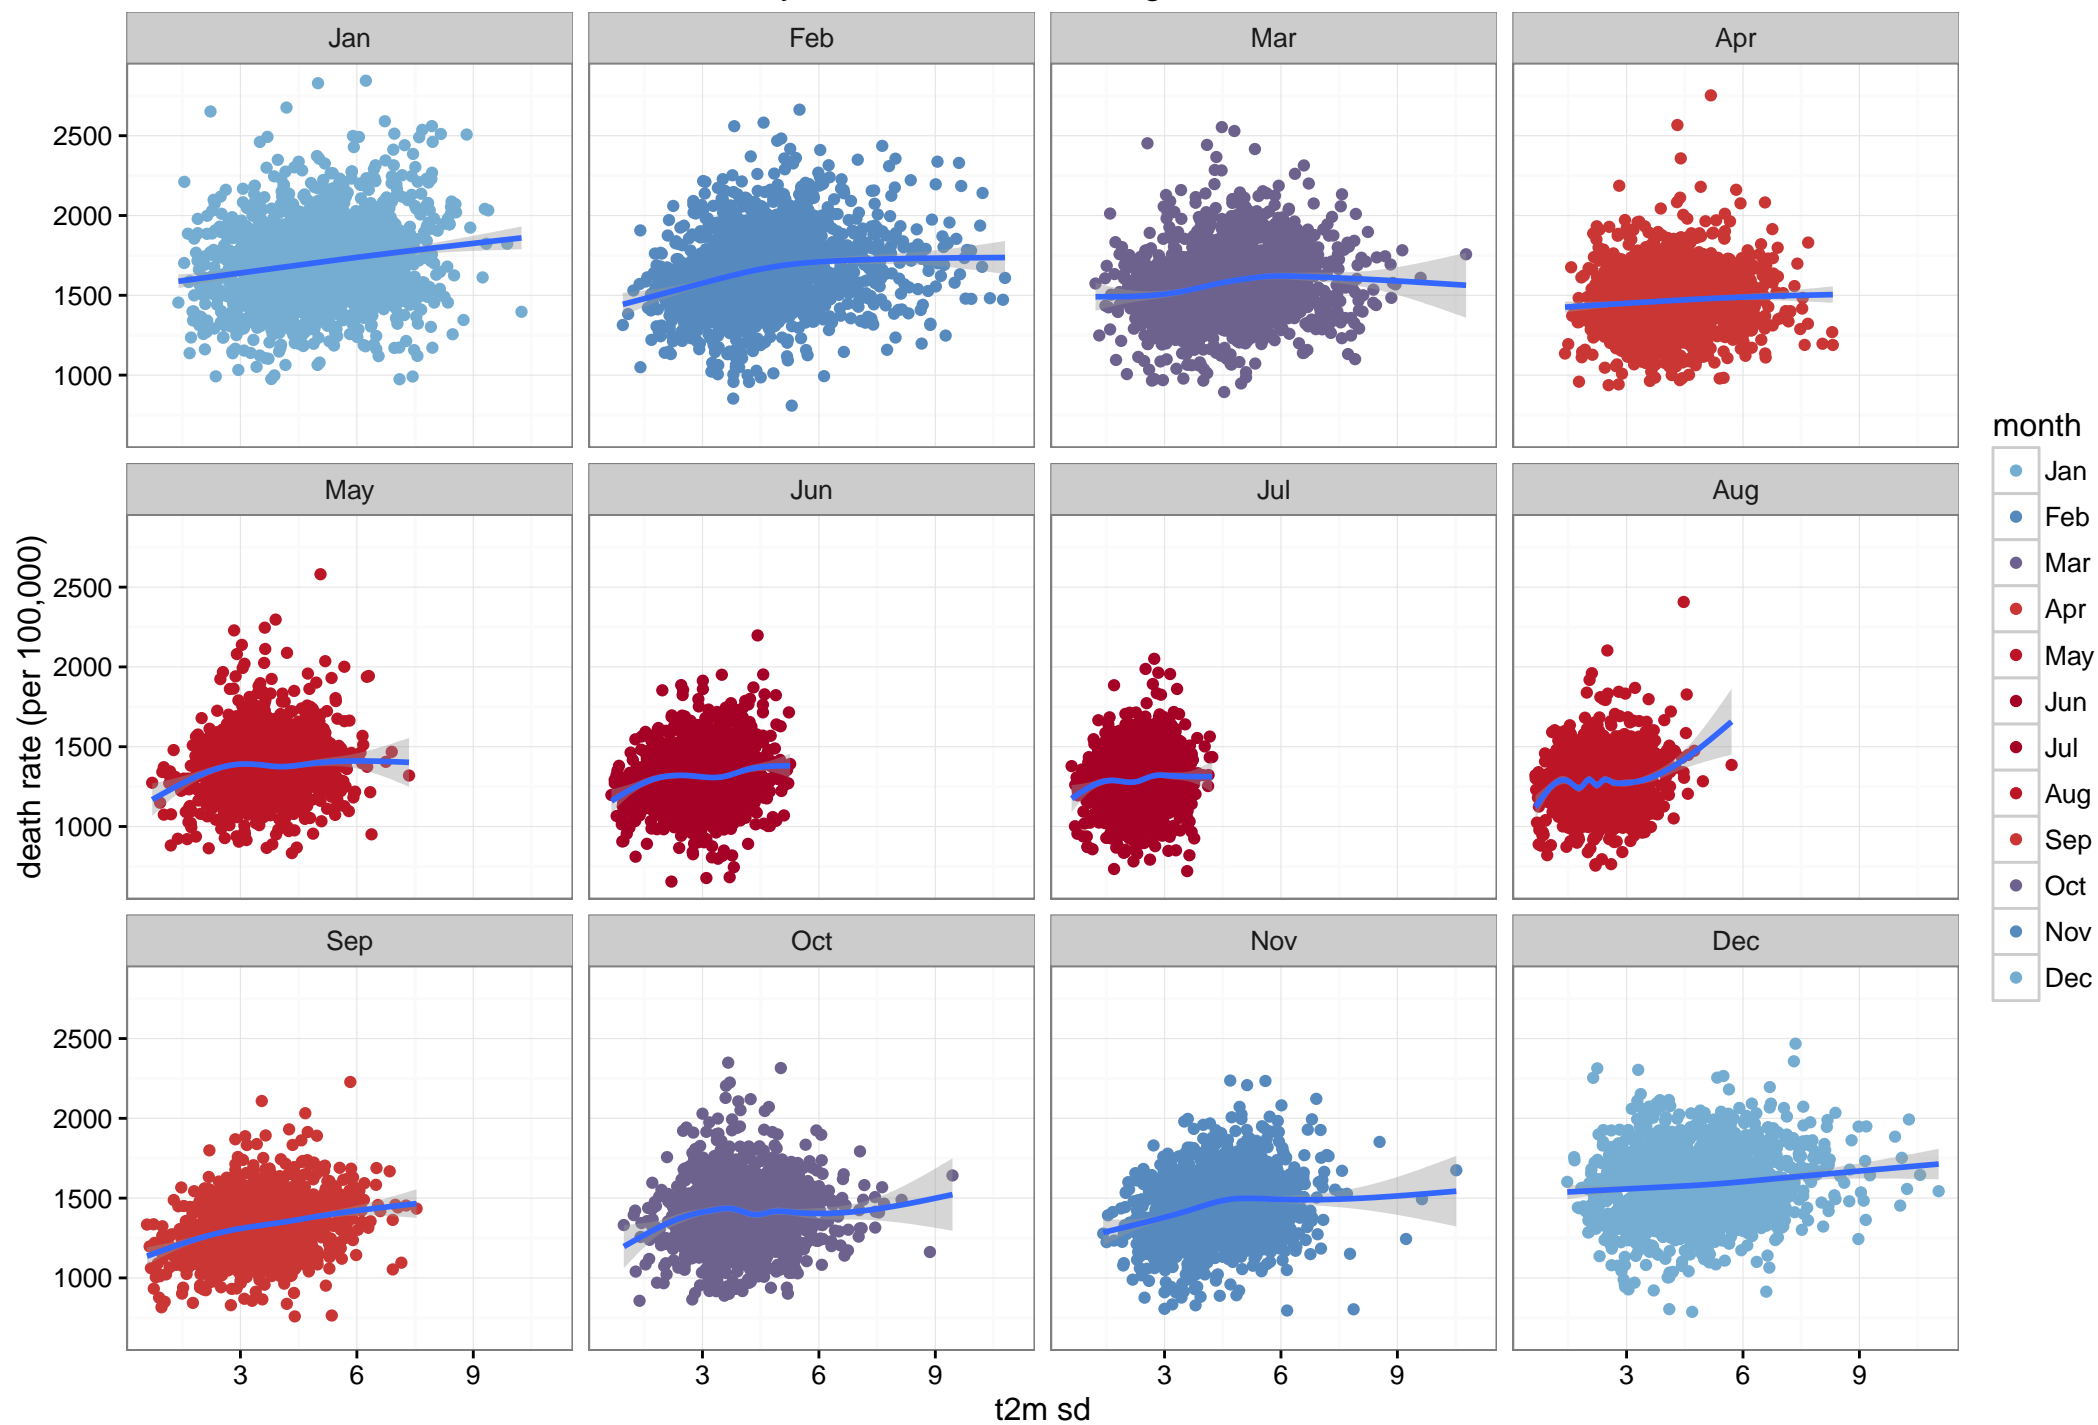 Jan Feb Mar Apr
2500
2000
1500
1000
May Jun Jul Aug
2500
2000
1500
1000
Sep Oct Nov Dec
2500
2000
1500
1000
3 6 9 3 6 9 3 6 9 3 6 9
t2m sd
death rate (per 100,000)
month
Jan
Feb
Mar
Apr
May
Jun
Jul
Aug
Sep
Oct
Nov
Dec